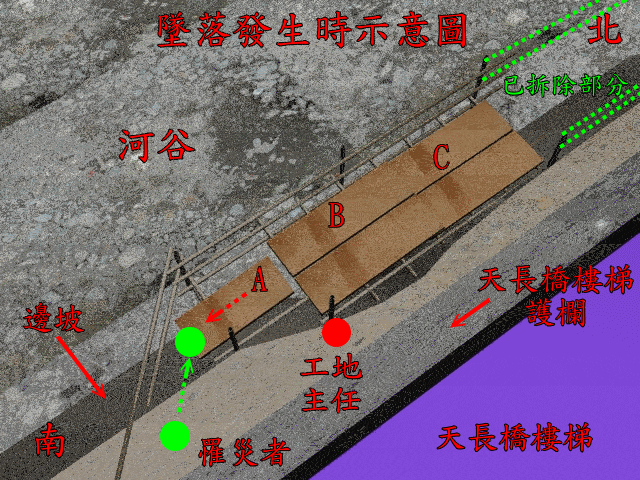 墜落發生時示意圖
北
已拆除部分
河谷
C
B
A
天長橋樓梯
護欄
邊坡
工地
主任
南
罹災者
天長橋樓梯